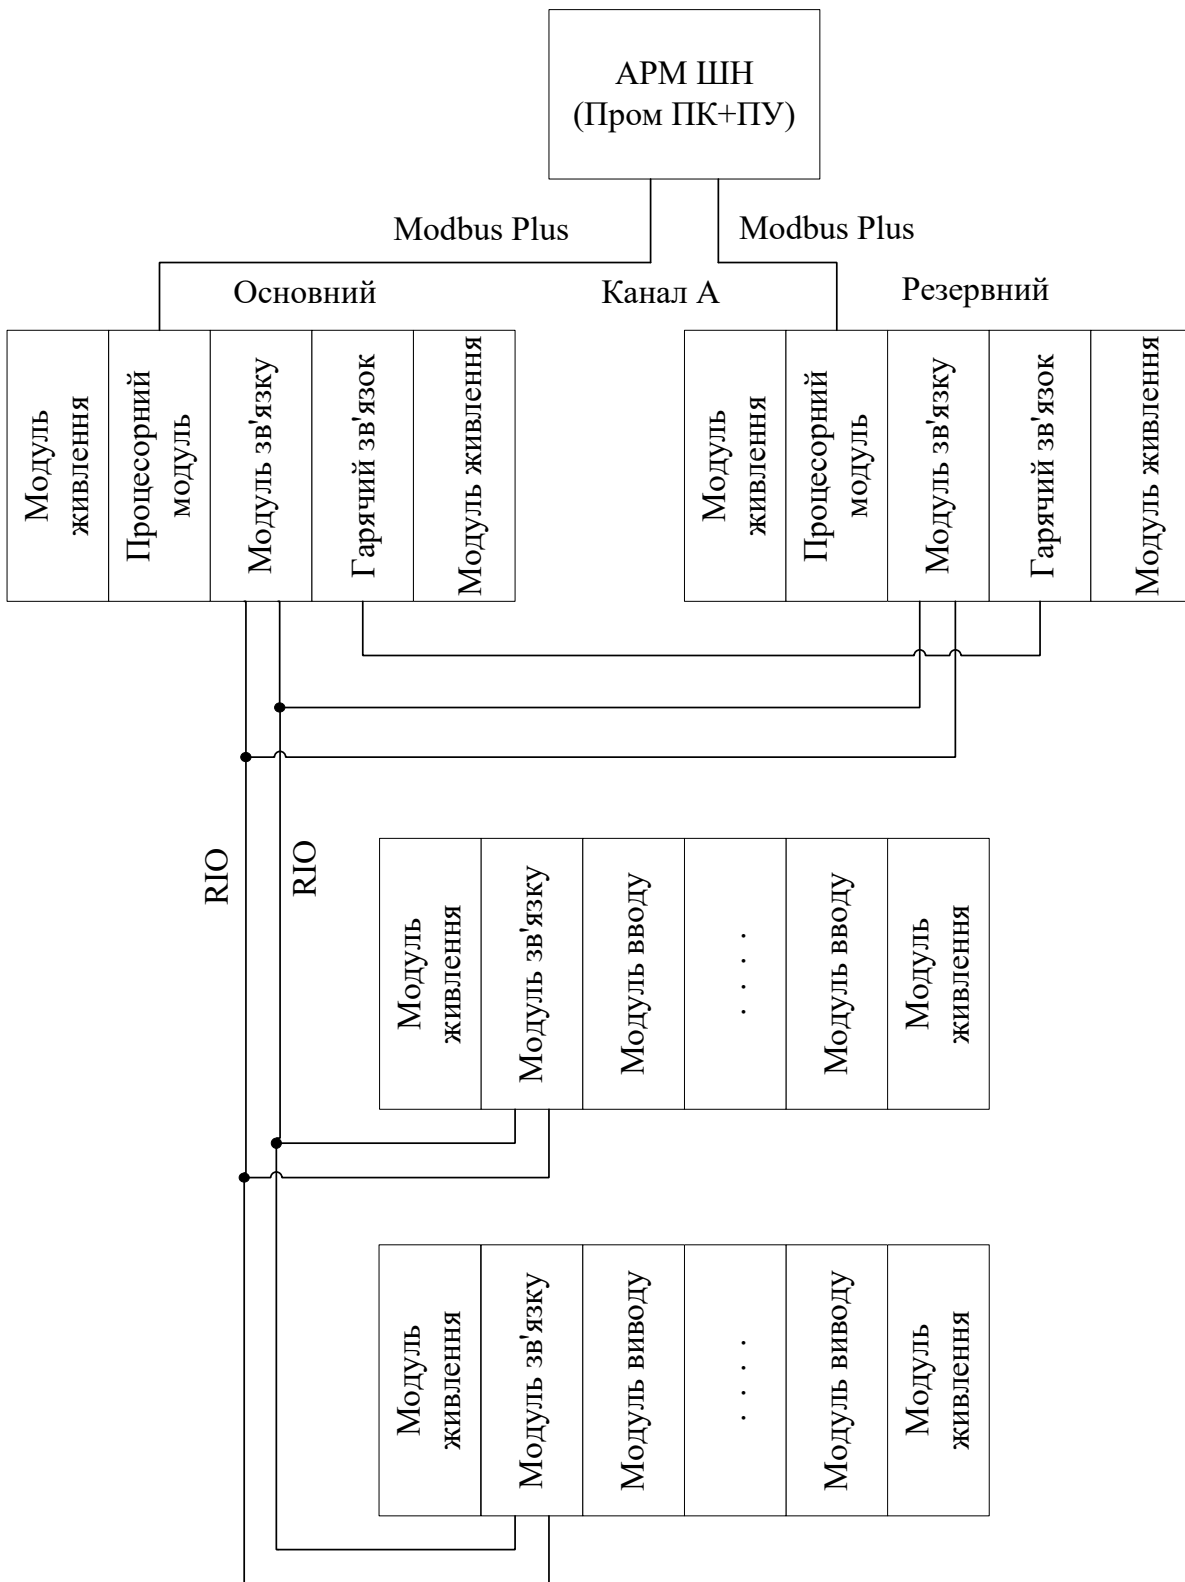 АРМ ШН
(Пром ПК+ПУ)
Modbus Plus
Modbus Plus
Основний
Канал А
Резервний
Модуль
живлення
Процесорний
модуль
Модуль зв'язку
Гарячий зв'язок
Модуль живлення
Модуль
живлення
Процесорний
модуль
Модуль зв'язку
Гарячий зв'язок
Модуль живлення
RIO
RIO
Модуль
живлення
Модуль зв'язку
Модуль вводу
. . . .
Модуль вводу
Модуль
живлення
Модуль
живлення
Модуль зв'язку
Модуль виводу
. . . .
Модуль виводу
Модуль
живлення